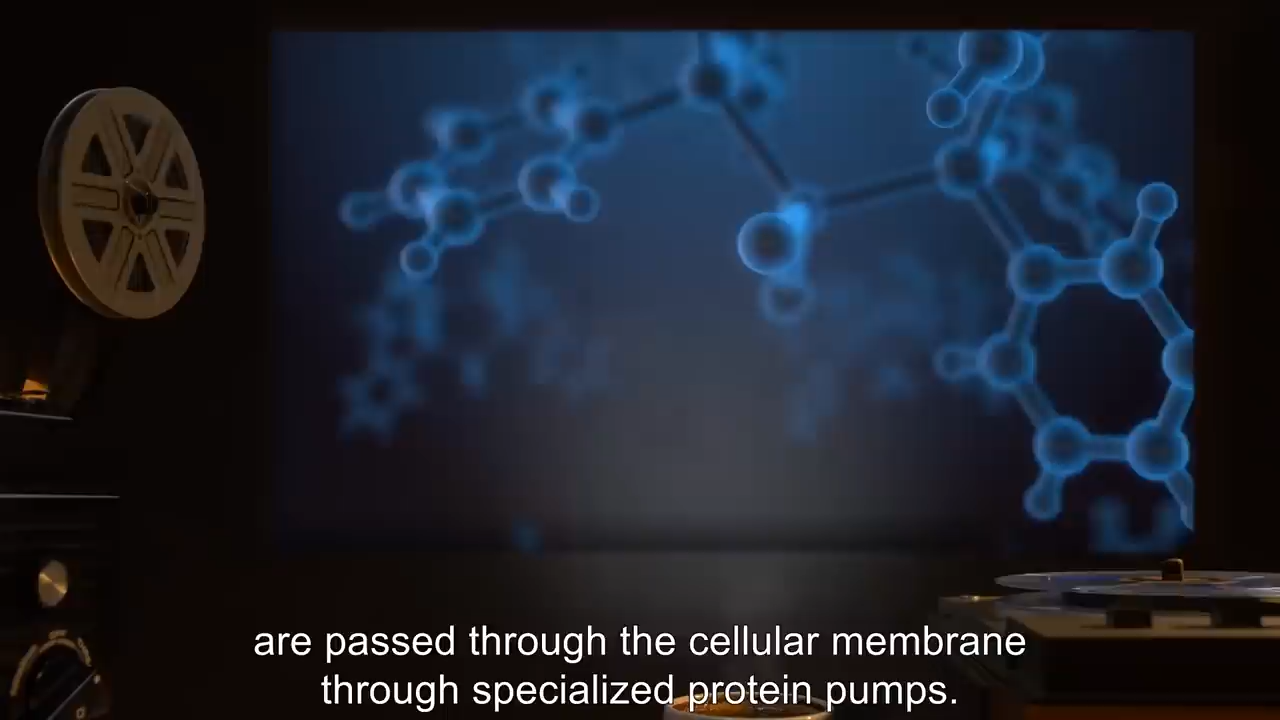 are passed through the cellular membrane
through specialized protein pumps.